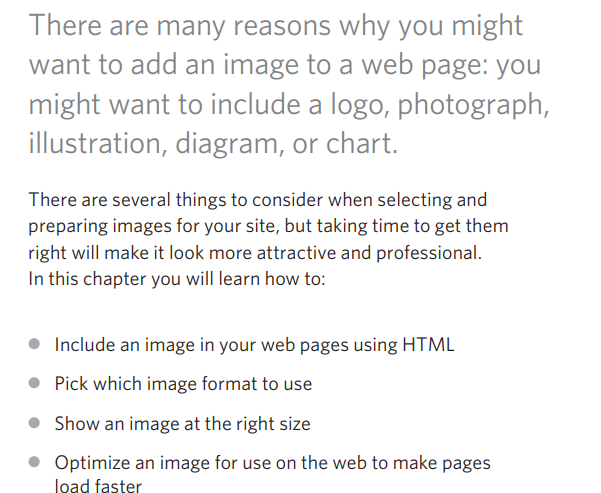 There are many reasons why you might
want to add an image to a web page: you
might want to include a logo, photograph,
illustration, diagram, or chart.
There are several things to consider when selecting and
preparing images for your site, but taking time to get them
right will make it look more attractive and professional.
In this chapter you will learn how to:
● Include an image in your web pages using HTML
● Pick which image format to use
● Show an image at the right size
● Optimize an image for use on the web to make pages
load faster